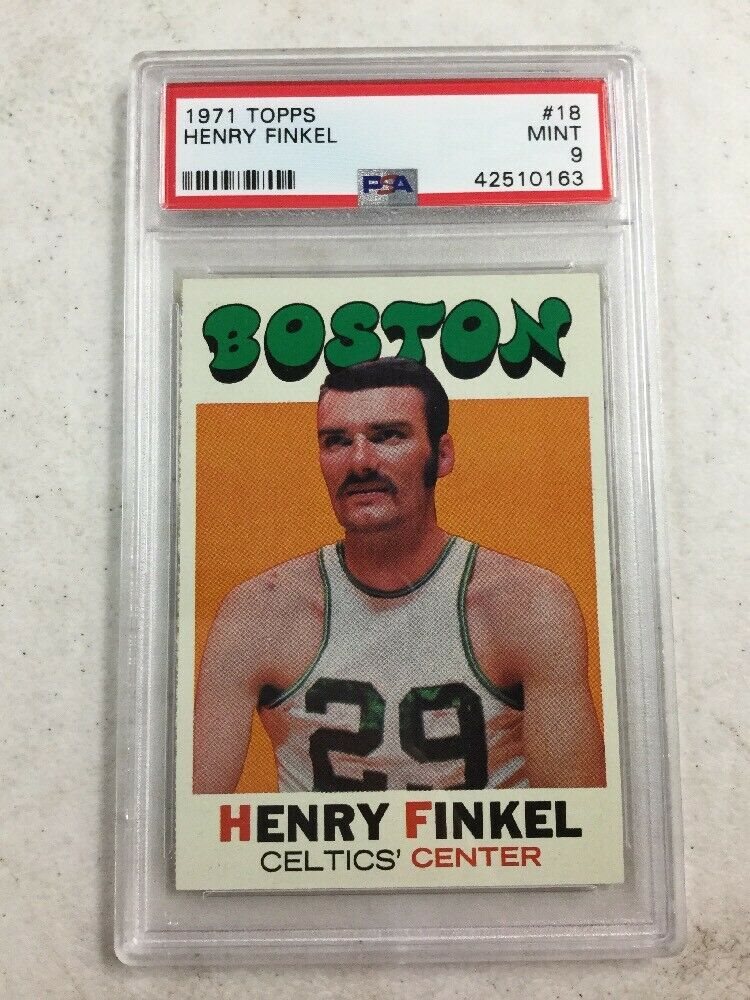 1971 TOPPS #18
HENRY FINKEL MINT
9
PSA 42510163
BOSTON
29
HENRY FINKEL
CELTICS' CENTER